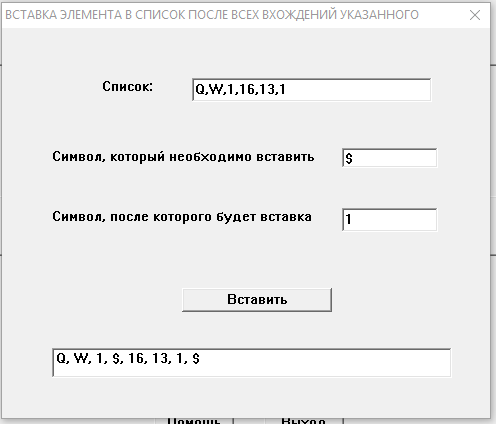 ВСТАВКА ЭЛЕМЕНТА В СПИСОК ПОСЛЕ ВСЕХ ВХОЖДЕНИЙ УКАЗАННОГО
Список: Q,W,1,16,13,1
Символ, который необходимо вставить $
Символ, после которого будет вставка 1
Вставить
Q, W, 1, $, 16, 13, 1, $
Помощь Выход